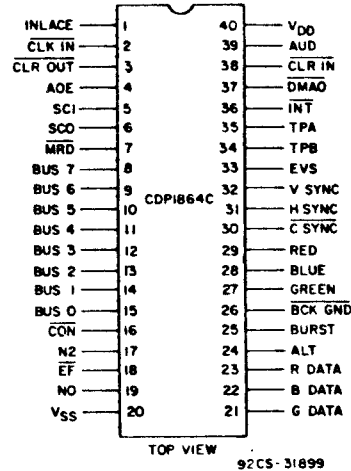 INLACE 1 40 VDD
CLK IN 2 39 AUD
CLR OUT 3 38 CLR IN
AOE 4 37 DMAO
SCI 5 36 INT
SCO 6 35 TPA
MRD 7 34 TPB
BUS 7 8 33 EVS
BUS 6 9 32 V SYNC
BUS 5 10 31 H SYNC
BUS 4 11 30 C SYNC
BUS 3 12 29 RED
BUS 2 13 28 BLUE
BUS 1 14 27 GREEN
BUS 0 15 26 BCK GND
CON 16 25 BURST
N2 17 24 ALT
EF 18 23 R DATA
NO 19 22 B DATA
VSS 20 21 G DATA
CDP1864C
TOP VIEW
92CS-31899